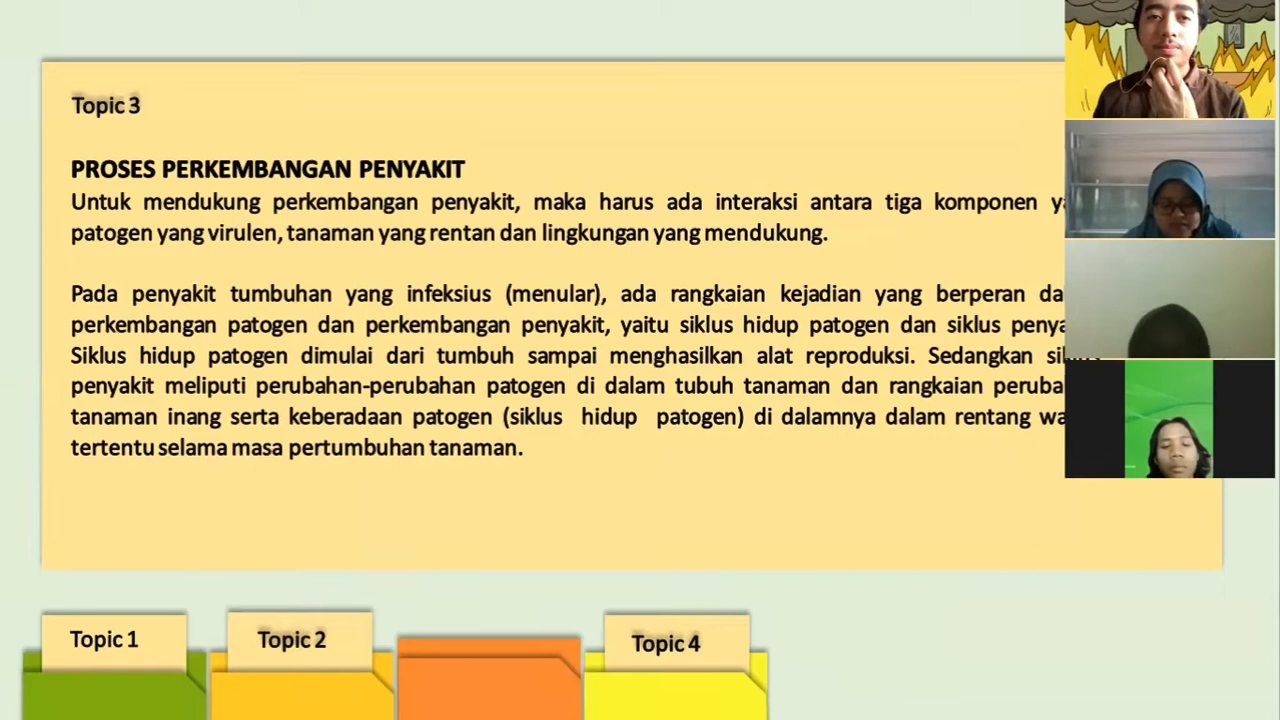 Topic 3
PROSES PERKEMBANGAN PENYAKIT
Untuk mendukung perkembangan penyakit, maka harus ada interaksi antara tiga komponen
patogen yang virulen, tanaman yang rentan dan lingkungan yang mendukung.
Pada penyakit tumbuhan yang infeksius (menular), ada rangkaian kejadian yang berperan
perkembangan patogen dan perkembangan penyakit, yaitu siklus hidup patogen dan siklus
Siklus hidup patogen dimulai dari tumbuh sampai menghasilkan alat reproduksi. Sedangkan siklus
penyakit meliputi perubahan-perubahan patogen di dalam tubuh tanaman dan rangkaian
tanaman inang serta keberadaan patogen (siklus hidup patogen) di dalamnya dalam rentang
tertentu selama masa pertumbuhan tanaman.
Topic 1
Topic 2
Topic 4